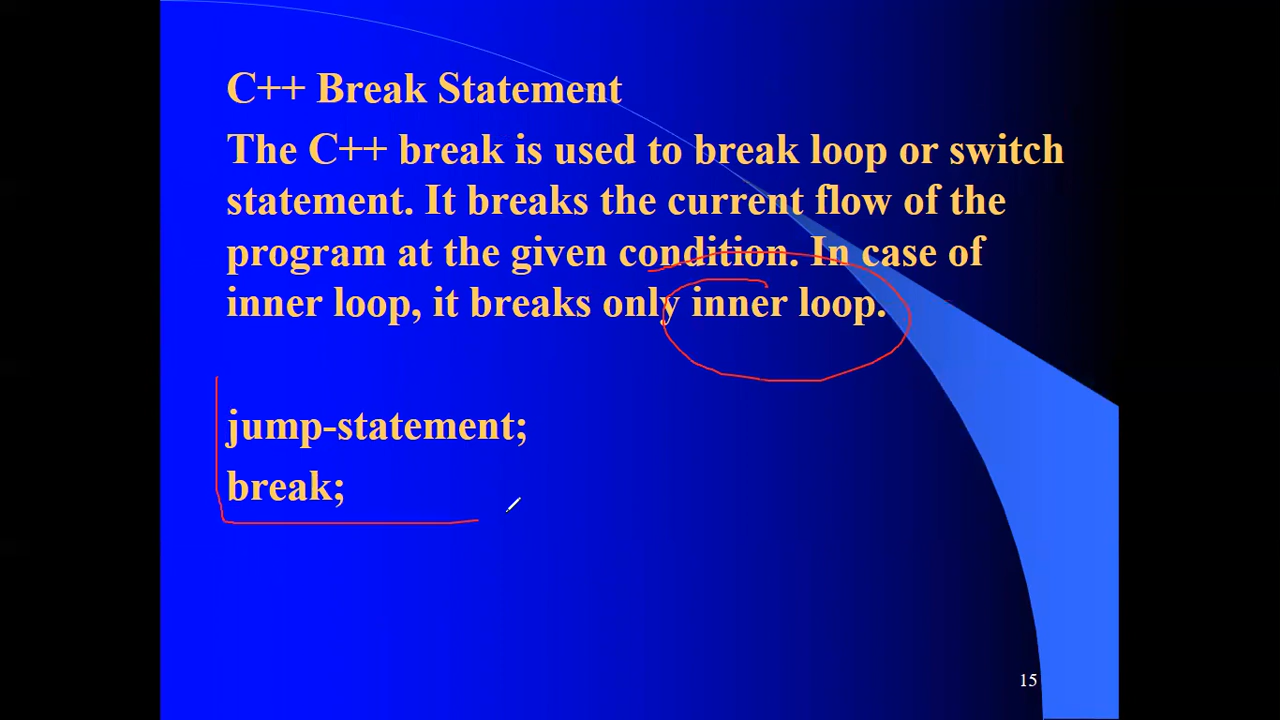 C++ Break Statement
The C++ break is used to break loop or switch
statement. It breaks the current flow of the
program at the given condition. In case of
inner loop, it breaks only inner loop.
jump-statement;
break;
15